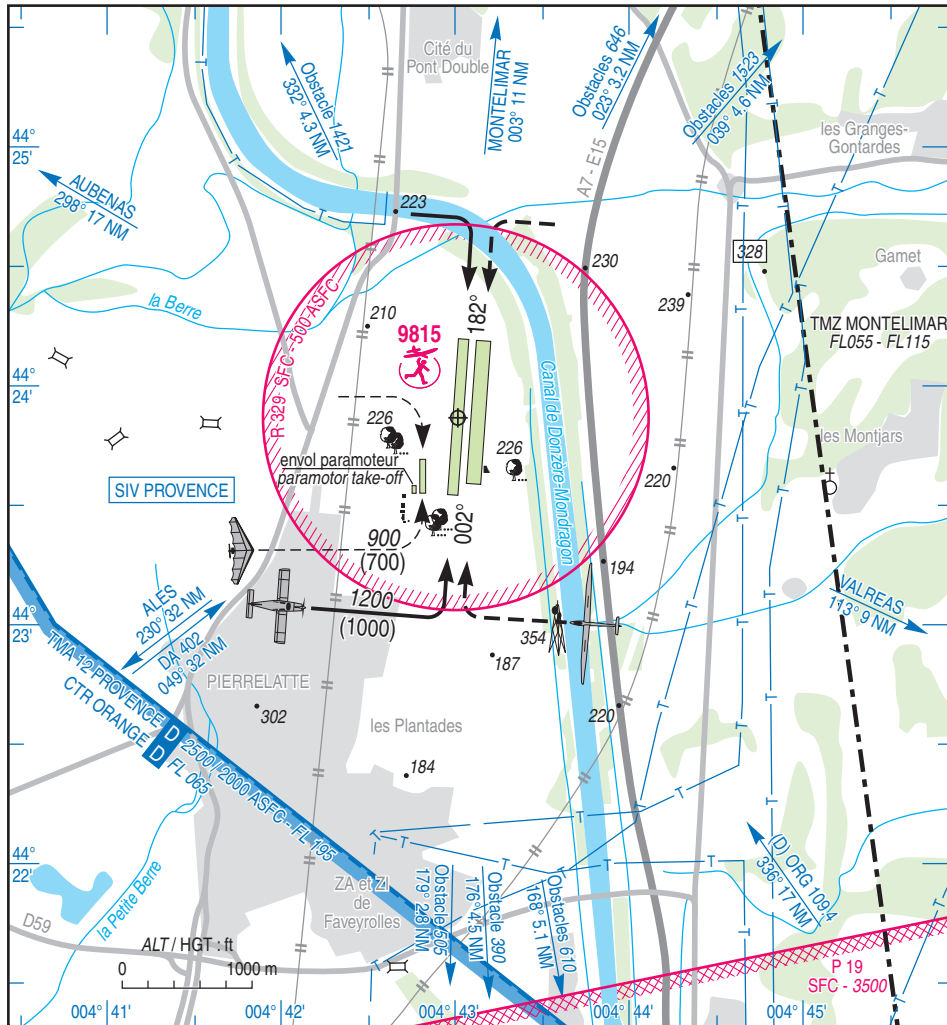 Cité du
Pont Double
Obstacle 1421
332° 4.3 NM
MONTELIMAR
003° 11 NM
Obstacles 646
023° 3.2 NM
Obstacles 1523
039° 4.6 NM
les Granges-
Gontardes
44°
25'
A7 - E15
AUBENAS
298° 17 NM
223
328
Gamet
230
la Berre
239
R 329 - SFC - 500 ASFC
210
182°
9815
TMZ MONTELIMAR
FL055 - FL115
44°
24'
Canal de Donzère-Mondragon
226
226
les Montjars
envol paramoteur
paramotor take-off
220
SIV PROVENCE
002°
900
(700)
194
ALES
230° 32 NM
1200
(1000)
VALREAS
113° 9 NM
44°
23'
DA 402
049° 32 NM
354
187
PIERRELATTE
TMA 12 PROVENCE D 2500 / 2000 ASFC - FL 195
CTR ORANGE D FL 065
302
les Plantades
220
184
44°
22'
(D) ORG 109.4
336° 17 NM
ZA et ZI
de
Faveyrolles
Obstacle 505
179° 2.8 NM
Obstacle 390
176° 4.5 NM
Obstacles 610
168° 5.1 NM
la Petite Berre
D59
ALT / HGT : ft
0 1000 m
P 19
SFC - 3500
004° 41'
004° 42'
004° 43'
004° 44'
004° 45'